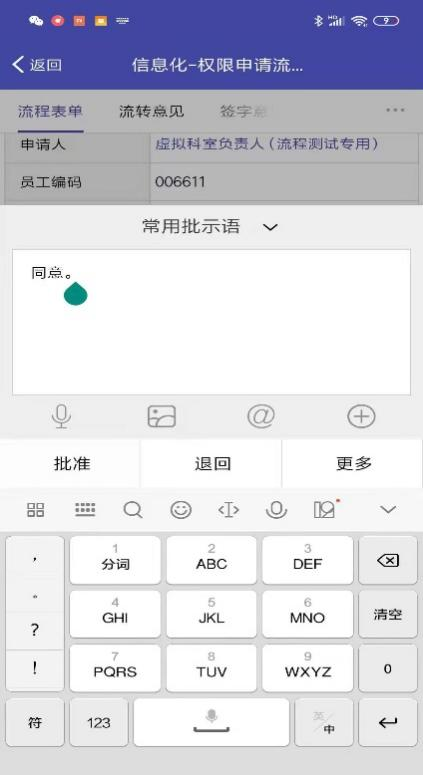 9
返回 信息化-权限申请流...
流程表单 流转意见 签字意 ...
申请人 虚拟科室负责人(流程测试专用)
员工编码 006611
常用批示语
同意。
@
批准 退回 更多
, 1 分词 2 ABC 3 DEF
。 4 GHI 5 JKL 6 MNO 清空
? 7 PQRS 8 TUV 9 WXYZ 0
!
符 123 英/中